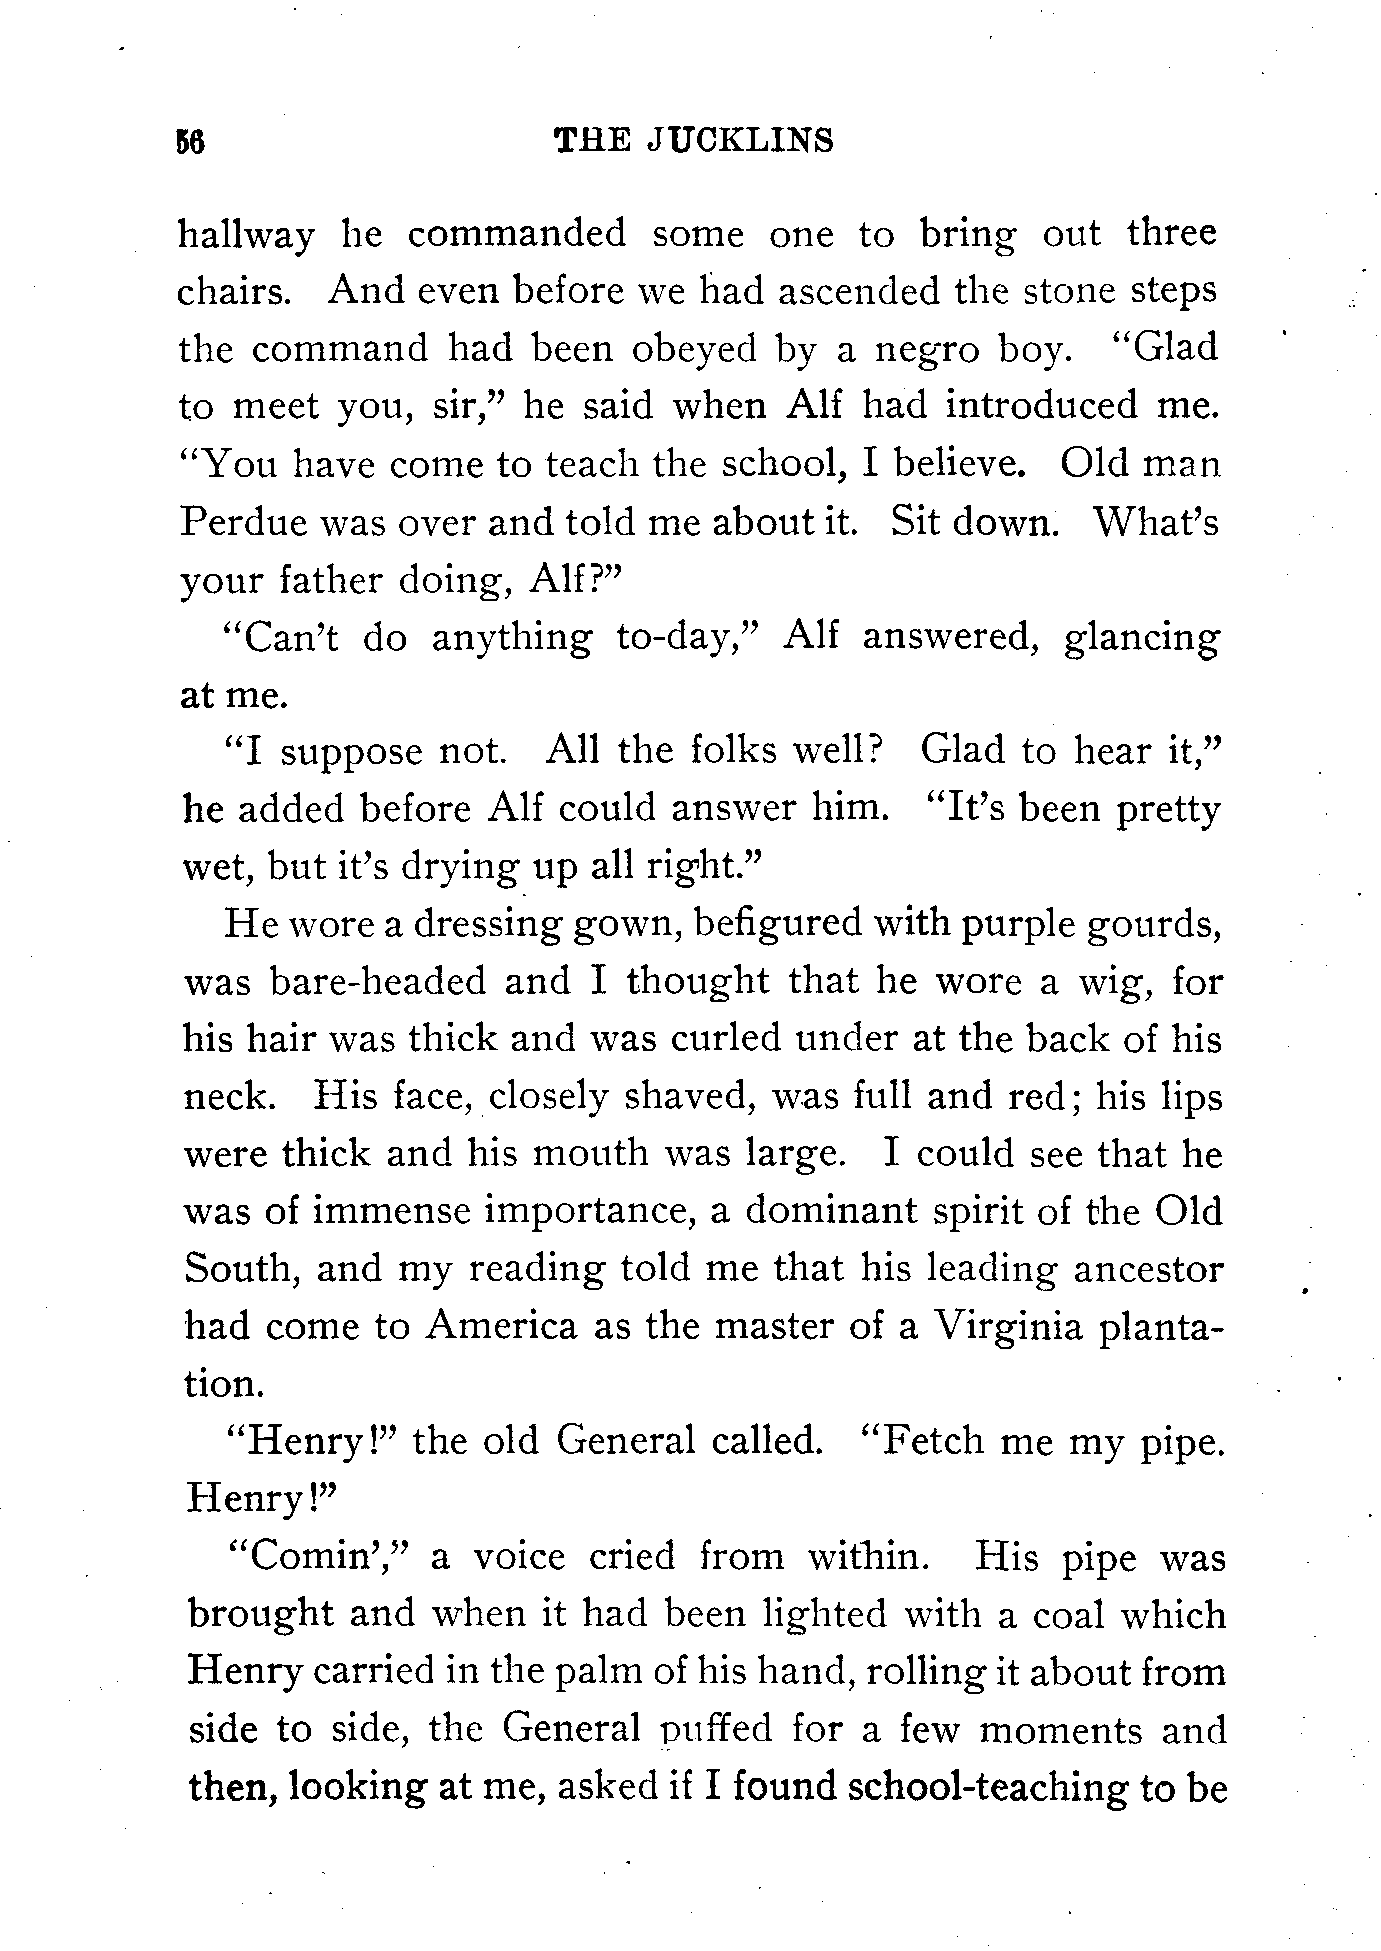 56 THE JUCKLINS
hallway he commanded some one to bring out three
chairs. And even before we had ascended the stone steps
the command had been obeyed by a negro boy. “Glad
to meet you, sir,” he said when Alf had introduced me.
“You have come to teach the school, I believe. Old man
Perdue was over and told me about it. Sit down. What’s
your father doing, Alf?”
“Can’t do anything to-day,” Alf answered, glancing
at me.
“I suppose not. All the folks well? Glad to hear it,”
he added before Alf could answer him. “It’s been pretty
wet, but it’s drying up all right.”
He wore a dressing gown, befigured with purple gourds,
was bare-headed and I thought that he wore a wig, for
his hair was thick and was curled under at the back of his
neck. His face, closely shaved, was full and red; his lips
were thick and his mouth was large. I could see that he
was of immense importance, a dominant spirit of the Old
South, and my reading told me that his leading ancestor
had come to America as the master of a Virginia planta-
tion.
“Henry!” the old General called. “Fetch me my pipe.
Henry!”
“Comin’,” a voice cried from within. His pipe was
brought and when it had been lighted with a coal which
Henry carried in the palm of his hand, rolling it about from
side to side, the General puffed for a few moments and
then, looking at me, asked if I found school-teaching to be